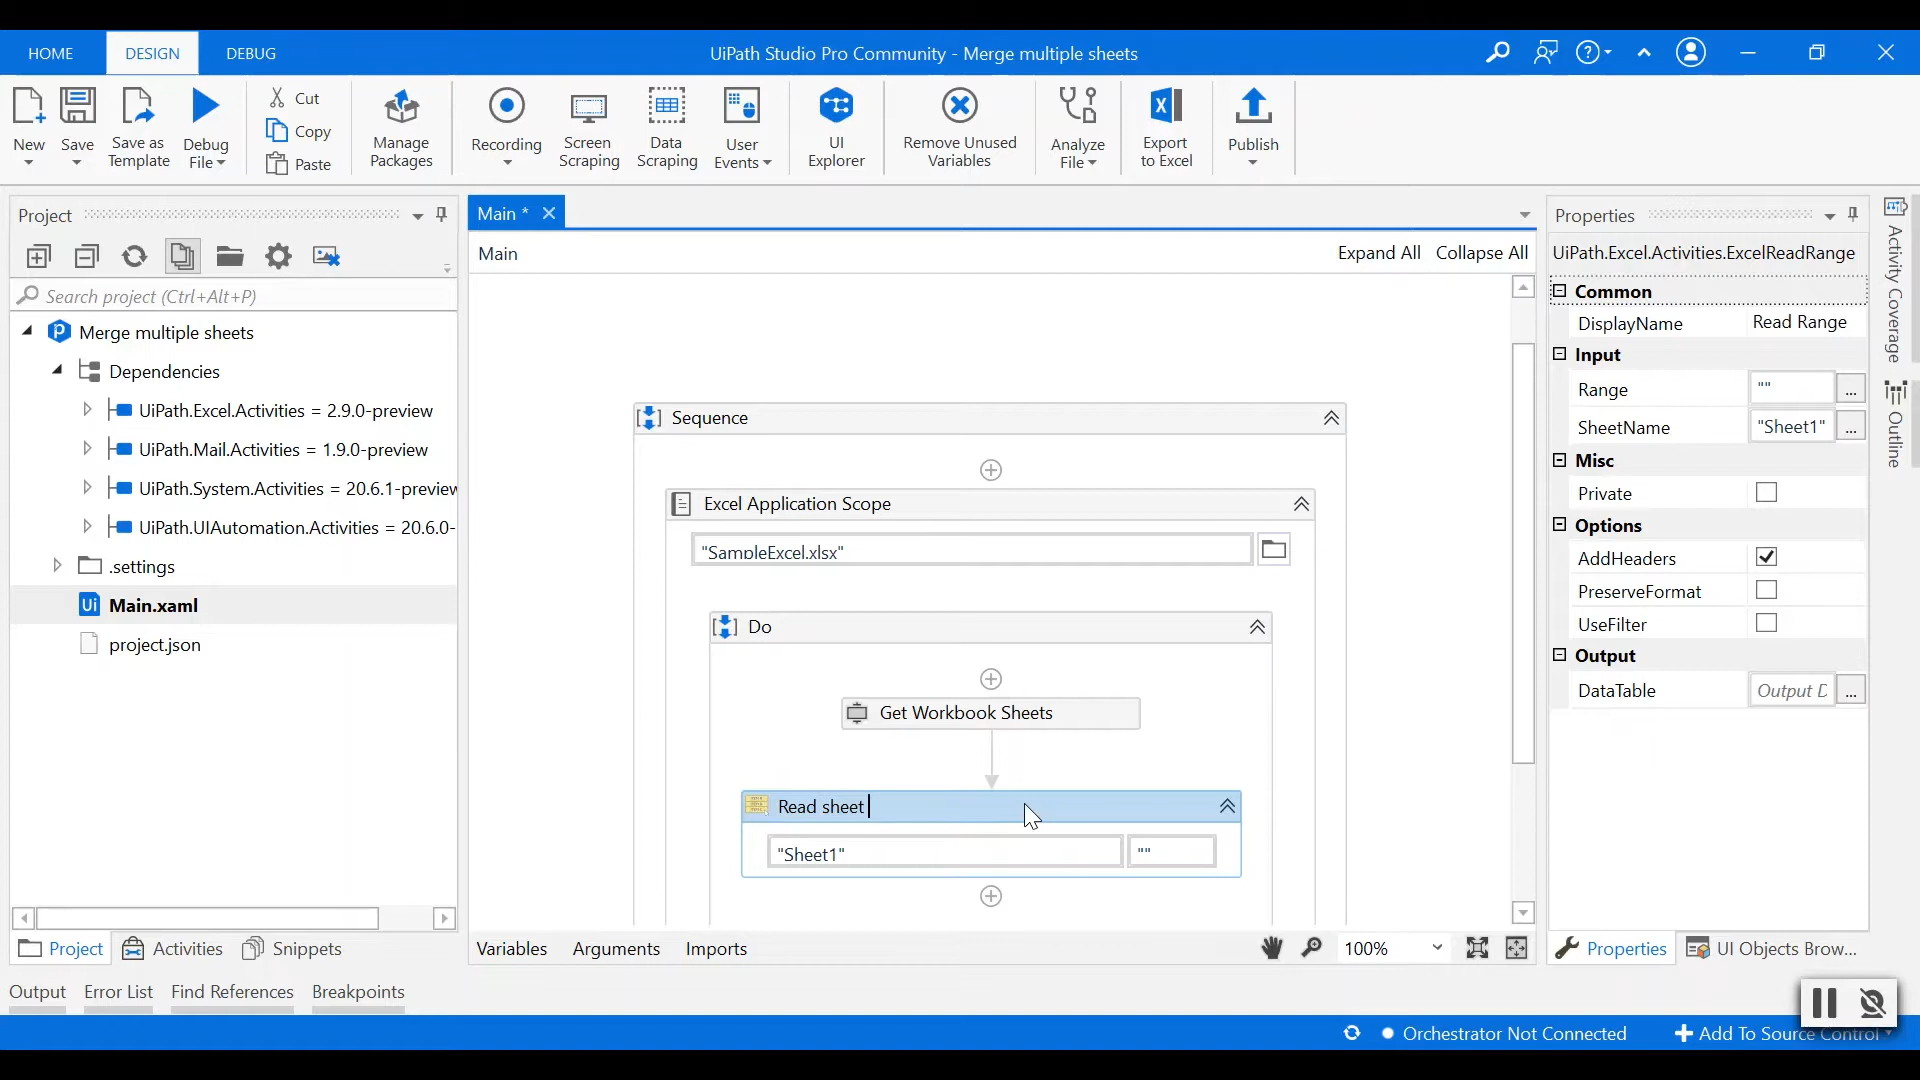 HOME
DESIGN
DEBUG
UiPath Studio Pro Community - Merge multiple sheets
New
Save
Save as
Template
Debug
File
Cut
Copy
Paste
Manage
Packages
Recording
Screen
Scraping
Data
Scraping
User
Events
UI
Explorer
Remove Unused
Variables
Analyze
File
Export
to Excel
Publish
Project
Search project (Ctrl+Alt+P)
Merge multiple sheets
Dependencies
UiPath.Excel.Activities = 2.9.0-preview
UiPath.Mail.Activities = 1.9.0-preview
UiPath.System.Activities = 20.6.1-preview
UiPath.UIAutomation.Activities = 20.6.0-
.settings
Main.xaml
project.json
Project
Activities
Snippets
Main *
Main
Expand All
Collapse All
Sequence
Excel Application Scope
"SampleExcel.xlsx"
Do
Get Workbook Sheets
Read sheet
"Sheet1"
""
Variables
Arguments
Imports
100%
Properties
UiPath.Excel.Activities.ExcelReadRange
Common
DisplayName
Read Range
Input
Range
""
...
SheetName
"Sheet1"
...
Misc
Private
Options
AddHeaders
PreserveFormat
UseFilter
Output
DataTable
Output D
...
Properties
UI Objects Brow...
Activity Coverage
Outline
Output
Error List
Find References
Breakpoints
Orchestrator Not Connected
Add To Source Control